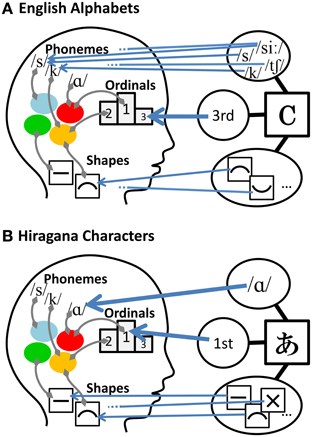 A English Alphabets
Phonemes
...
/s/
/k/
/ɑ/
/siː/
/s/
/k/
/tʃ/
Ordinals
2 1 3
3rd
C
Shapes
...
...
B Hiragana Characters
Phonemes
/s/
/k/
/ɑ/
/ɑ/
Ordinals
2 1 3
1st
あ
Shapes
...
...